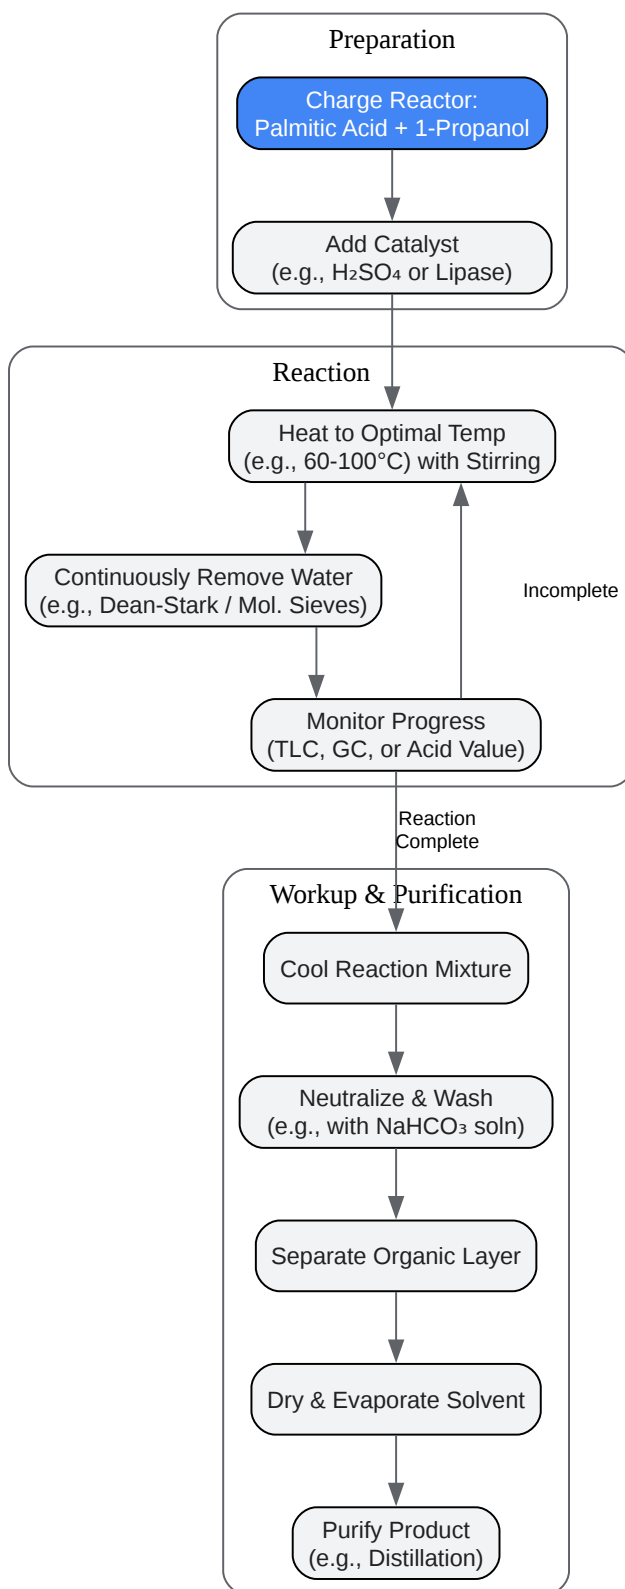 Preparation
Charge Reactor:
Palmitic Acid + 1-Propanol
Add Catalyst
(e.g., H₂SO₄ or Lipase)
Reaction
Heat to Optimal Temp
(e.g., 60-100°C) with Stirring
Continuously Remove Water
(e.g., Dean-Stark / Mol. Sieves)
Incomplete
Monitor Progress
(TLC, GC, or Acid Value)
Reaction
Complete
Workup & Purification
Cool Reaction Mixture
Neutralize & Wash
(e.g., with NaHCO₃ soln)
Separate Organic Layer
Dry & Evaporate Solvent
Purify Product
(e.g., Distillation)